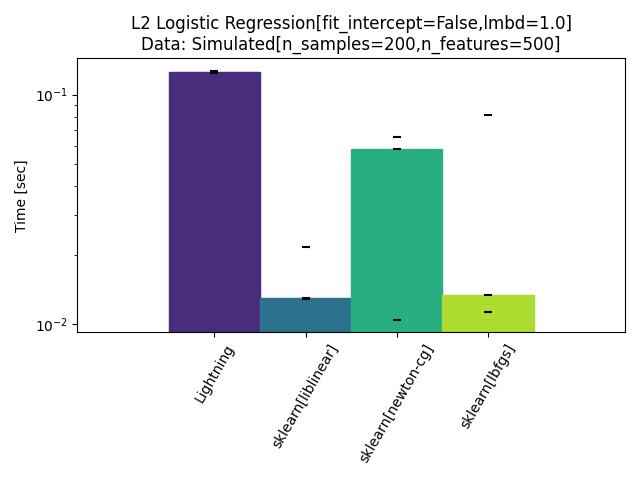 L2 Logistic Regression[fit_intercept=False,lmbd=1.0]
Data: Simulated[n_samples=200,n_features=500]
Time [sec]
10⁻¹
10⁻²
Lightning
sklearn[liblinear]
sklearn[newton-cg]
sklearn[lbfgs]